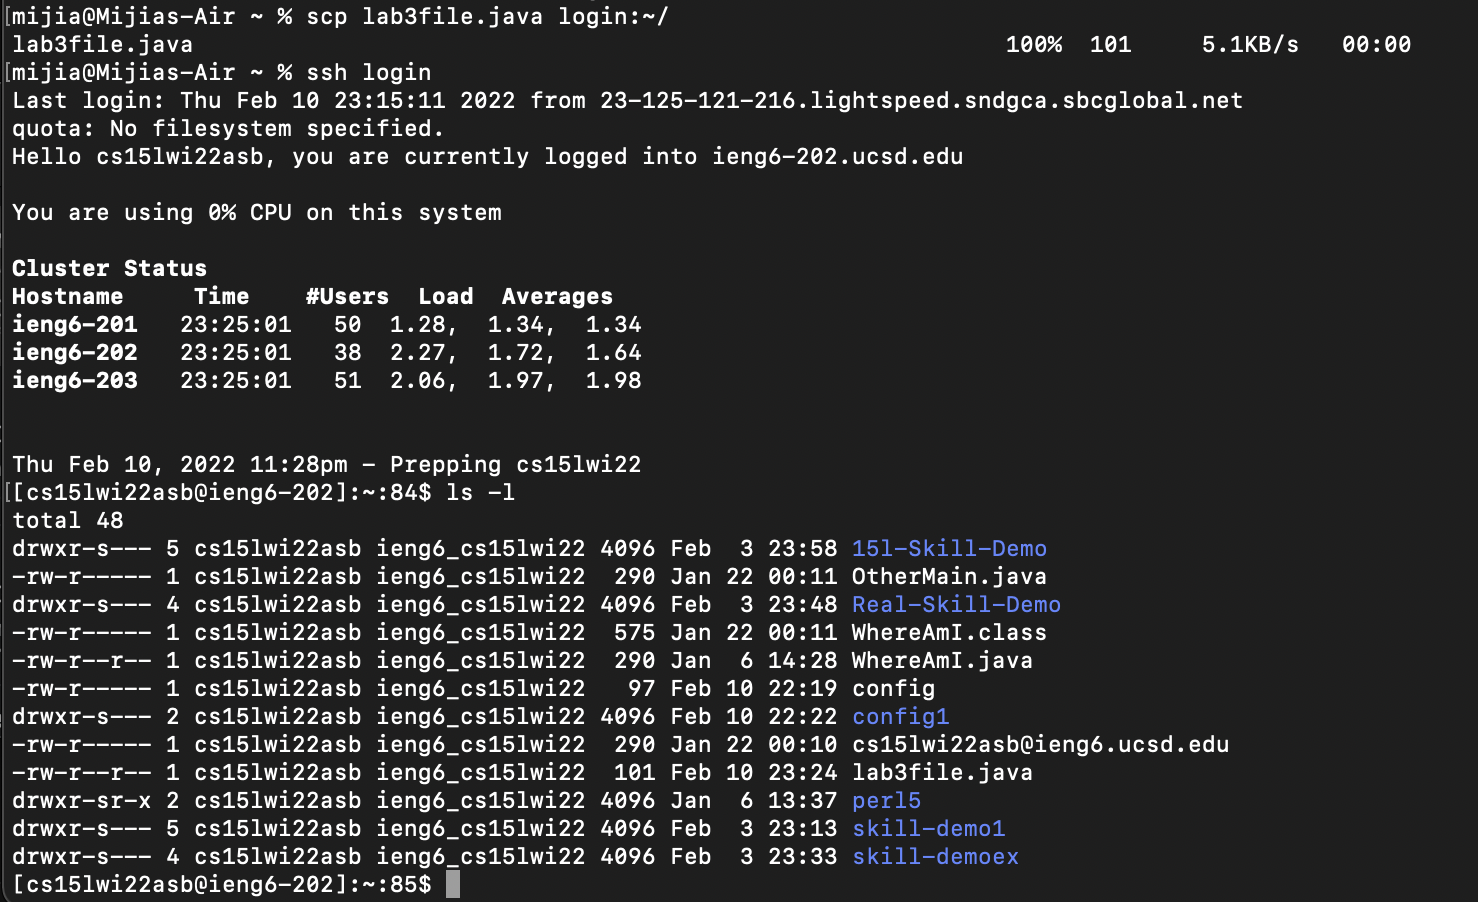 [mijia@Mijias-Air ~ % scp lab3file.java login:~/
lab3file.java                                                          100%  101     5.1KB/s   00:00
[mijia@Mijias-Air ~ % ssh login
Last login: Thu Feb 10 23:15:11 2022 from 23-125-121-216.lightspeed.sndgca.sbcglobal.net
quota: No filesystem specified.
Hello cs15lwi22asb, you are currently logged into ieng6-202.ucsd.edu
You are using 0% CPU on this system
Cluster Status
Hostname     Time    #Users  Load  Averages
ieng6-201   23:25:01   50  1.28,  1.34,  1.34
ieng6-202   23:25:01   38  2.27,  1.72,  1.64
ieng6-203   23:25:01   51  2.06,  1.97,  1.98
Thu Feb 10, 2022 11:28pm - Prepping cs15lwi22
[[cs15lwi22asb@ieng6-202]:~:84$ ls -l
total 48
drwxr-s--- 5 cs15lwi22asb ieng6_cs15lwi22 4096 Feb  3 23:58 15l-Skill-Demo
-rw-r----- 1 cs15lwi22asb ieng6_cs15lwi22  290 Jan 22 00:11 OtherMain.java
drwxr-s--- 4 cs15lwi22asb ieng6_cs15lwi22 4096 Feb  3 23:48 Real-Skill-Demo
-rw-r----- 1 cs15lwi22asb ieng6_cs15lwi22  575 Jan 22 00:11 WhereAmI.class
-rw-r--r-- 1 cs15lwi22asb ieng6_cs15lwi22  290 Jan  6 14:28 WhereAmI.java
-rw-r----- 1 cs15lwi22asb ieng6_cs15lwi22   97 Feb 10 22:19 config
drwxr-s--- 2 cs15lwi22asb ieng6_cs15lwi22 4096 Feb 10 22:22 config1
-rw-r----- 1 cs15lwi22asb ieng6_cs15lwi22  290 Jan 22 00:10 cs15lwi22asb@ieng6.ucsd.edu
-rw-r--r-- 1 cs15lwi22asb ieng6_cs15lwi22  101 Feb 10 23:24 lab3file.java
drwxr-sr-x 2 cs15lwi22asb ieng6_cs15lwi22 4096 Jan  6 13:37 perl5
drwxr-s--- 5 cs15lwi22asb ieng6_cs15lwi22 4096 Feb  3 23:13 skill-demo1
drwxr-s--- 4 cs15lwi22asb ieng6_cs15lwi22 4096 Feb  3 23:33 skill-demoex
[cs15lwi22asb@ieng6-202]:~:85$